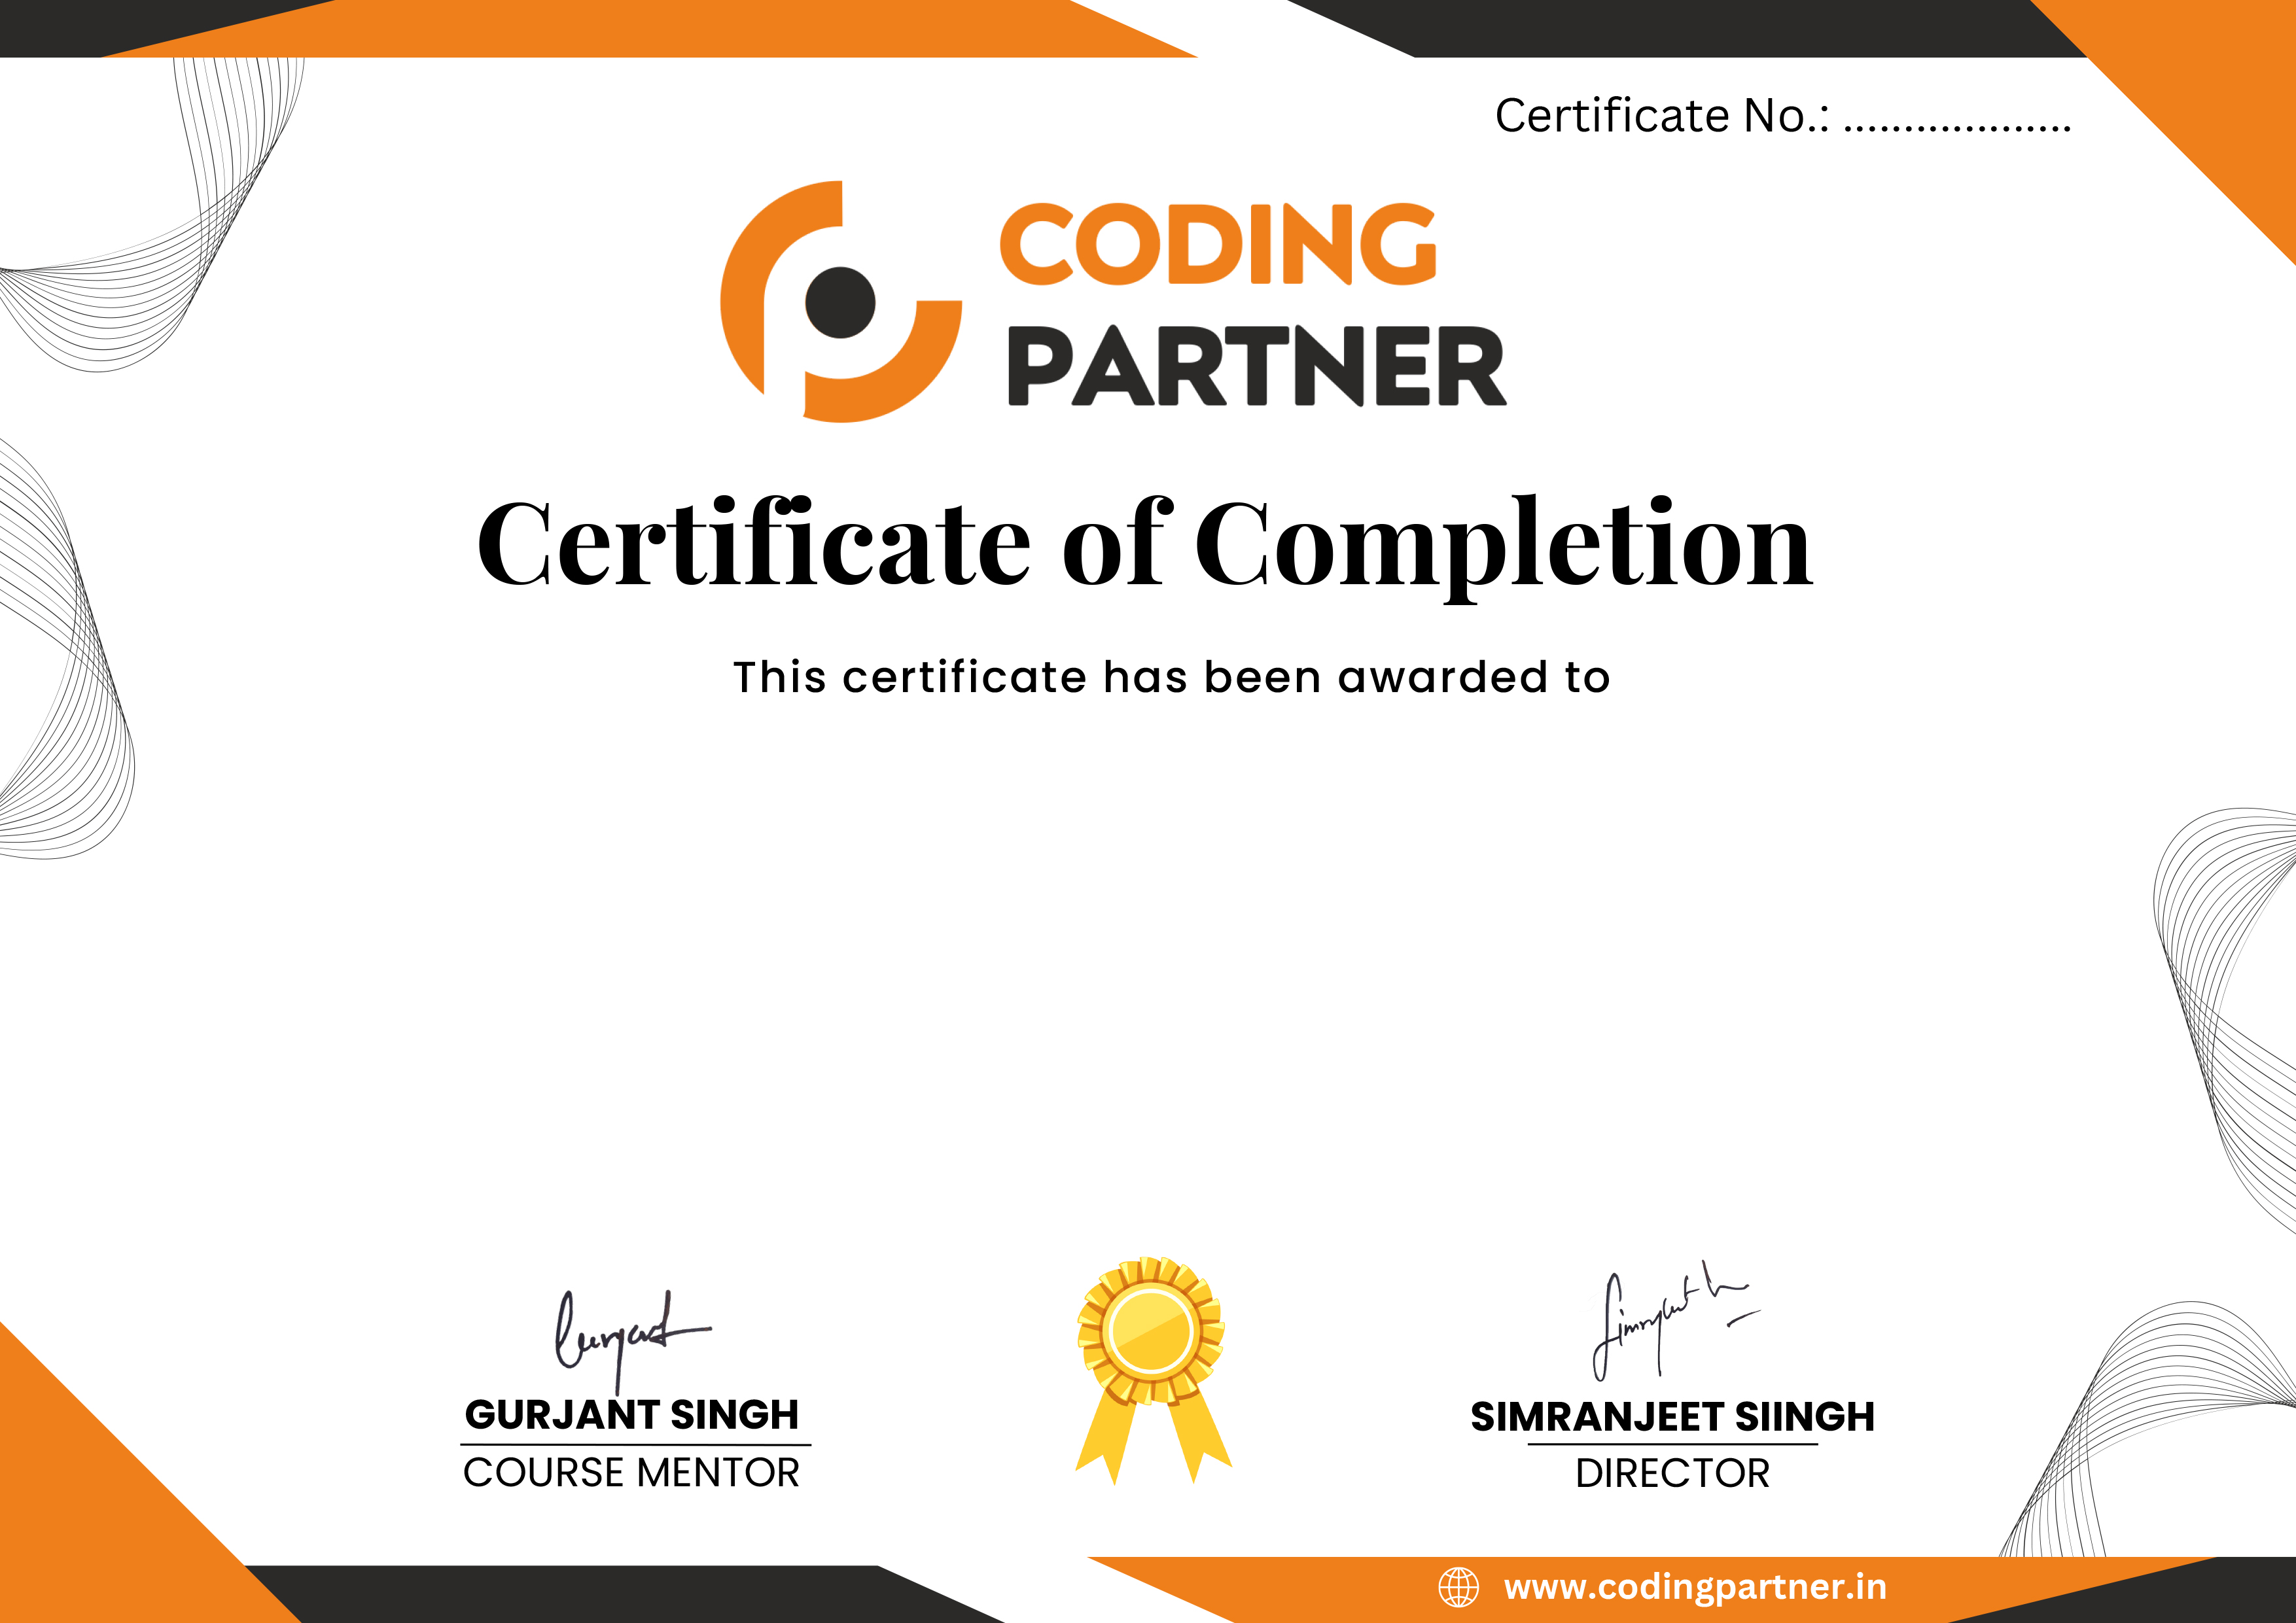 Certificate No.: ...................
CODING
PARTNER
Certificate of Completion
This certificate has been awarded to
Gurjant
GURJANT SINGH
COURSE MENTOR
SIMRANJEET SIINGH
DIRECTOR
www.codingpartner.in